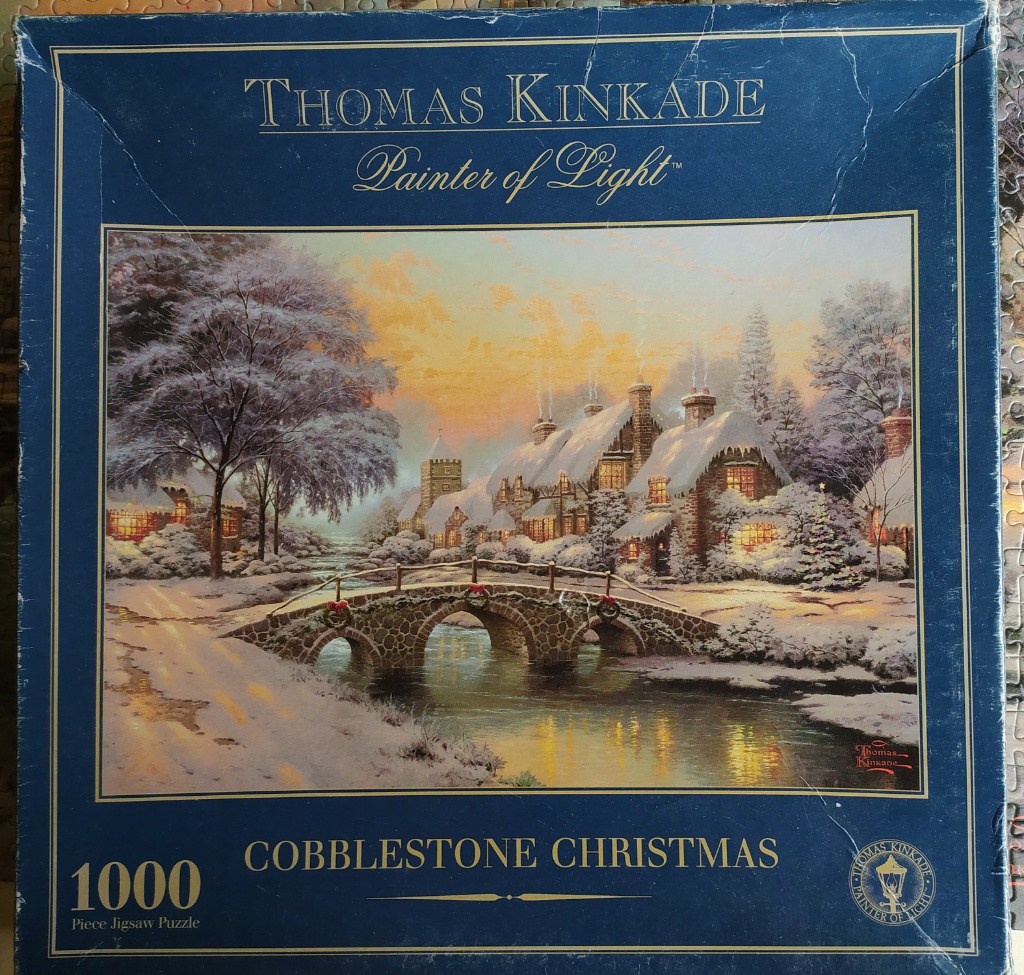 THOMAS KINKADE
Painter of Light™
Thomas
Kinkade
COBBLESTONE CHRISTMAS
1000
Piece Jigsaw Puzzle
THOMAS KINKADE
PAINTER OF LIGHT